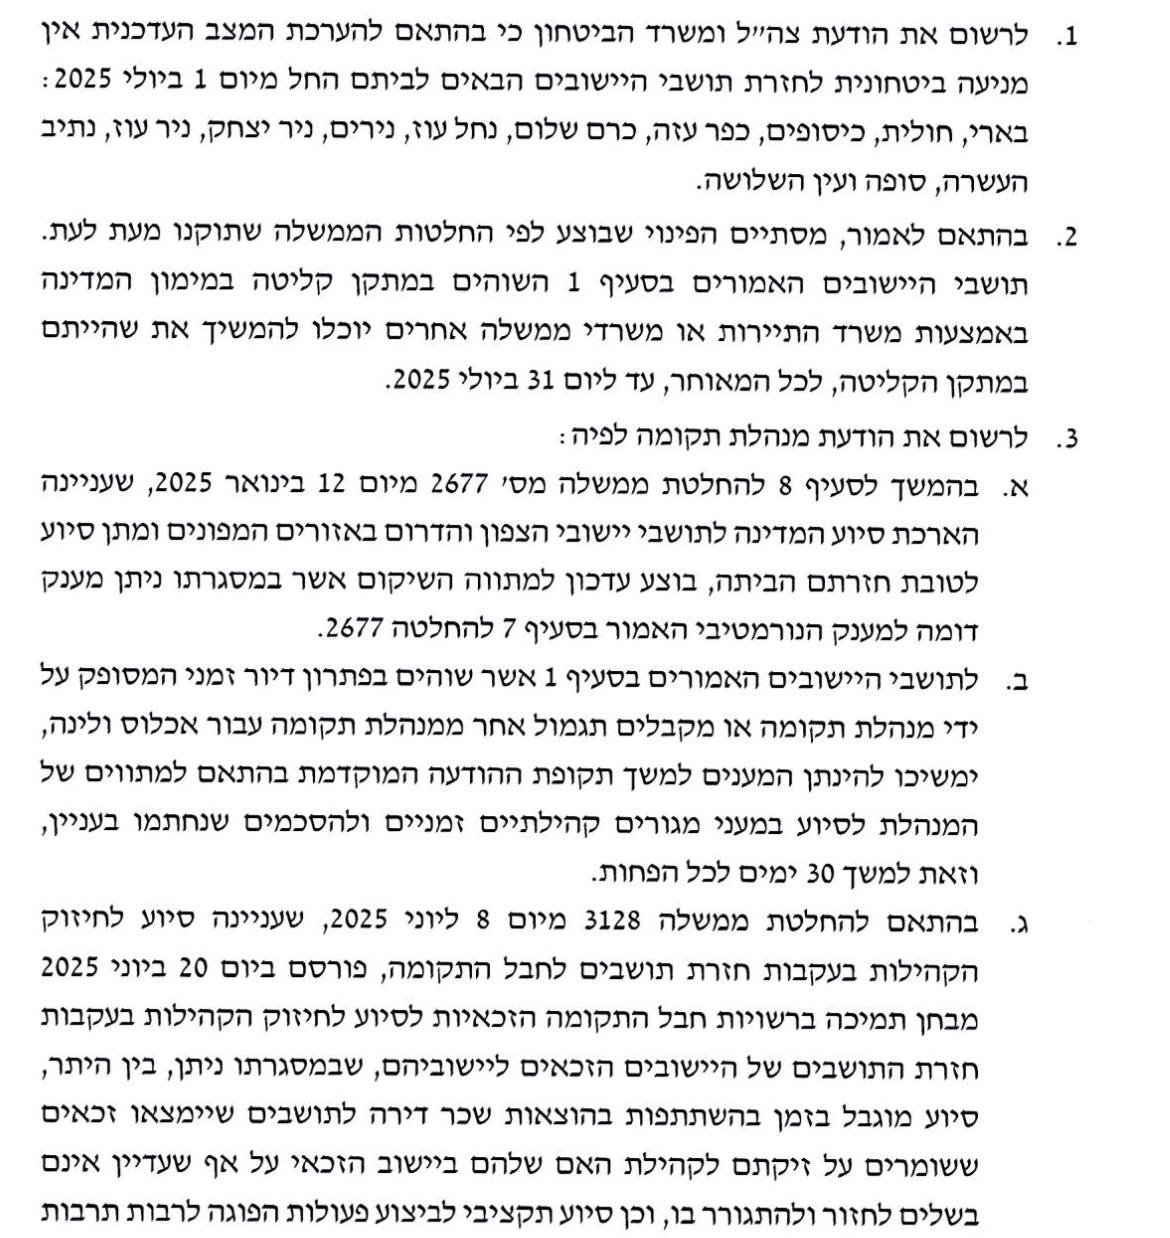 1. לרשום את הודעת צה״ל ומשרד הביטחון כי בהתאם להערכת המצב העדכנית אין
מניעה ביטחונית לחזרת תושבי היישובים הבאים לביתם החל מיום 1 ביולי 2025:
בארי, חולית, כיסופים, כפר עזה, כרם שלום, נחל עוז, נירים, ניר יצחק, ניר עוז, נתיב
העשרה, סופה ועין השלושה.
2. בהתאם לאמור, מסתיים הפינוי שבוצע לפי החלטות הממשלה שתוקנו מעת לעת.
תושבי היישובים האמורים בסעיף 1 השוהים במתקן קליטה במימון המדינה
באמצעות משרד התיירות או משרדי ממשלה אחרים יוכלו להמשיך את שהייתם
במתקן הקליטה, לכל המאוחר, עד ליום 31 ביולי 2025.
3. לרשום את הודעת מנהלת תקומה לפיה:
א. בהמשך לסעיף 8 להחלטת ממשלה מס׳ 2677 מיום 12 בינואר 2025, שעניינה
הארכת סיוע המדינה לתושבי יישובי הצפון והדרום באזורים המפונים ומתן סיוע
לטובת חזרתם הביתה, בוצע עדכון למתווה השיקום אשר במסגרתו ניתן מענק
דומה למענק הנורמטיבי האמור בסעיף 7 להחלטה 2677.
ב. לתושבי היישובים האמורים בסעיף 1 אשר שוהים בפתרון דיור זמני המסופק על
ידי מנהלת תקומה או מקבלים תגמול אחר ממנהלת תקומה עבור אכלוס ולינה,
ימשיכו להינתן המענים למשך תקופת ההודעה המוקדמת בהתאם למתווים של
המנהלת לסיוע במעני מגורים קהילתיים זמניים ולהסכמים שנחתמו בעניין,
וזאת למשך 30 ימים לכל הפחות.
ג. בהתאם להחלטת ממשלה 3128 מיום 8 ליוני 2025, שעניינה סיוע לחיזוק
הקהילות בעקבות חזרת תושבים לחבל התקומה, פורסם ביום 20 ביוני 2025
מבחן תמיכה ברשויות חבל התקומה הזכאיות לסיוע לחיזוק הקהילות בעקבות
חזרת התושבים של היישובים הזכאים ליישוביהם, שבמסגרתו ניתן, בין היתר,
סיוע מוגבל בזמן בהשתתפות בהוצאות שכר דירה לתושבים שיימצאו זכאים
ששומרים על זיקתם לקהילת האם שלהם ביישוב הזכאי על אף שעדיין אינם
בשלים לחזור ולהתגורר בו, וכן סיוע תקציבי לביצוע פעולות הפוגה לרבות תרבות